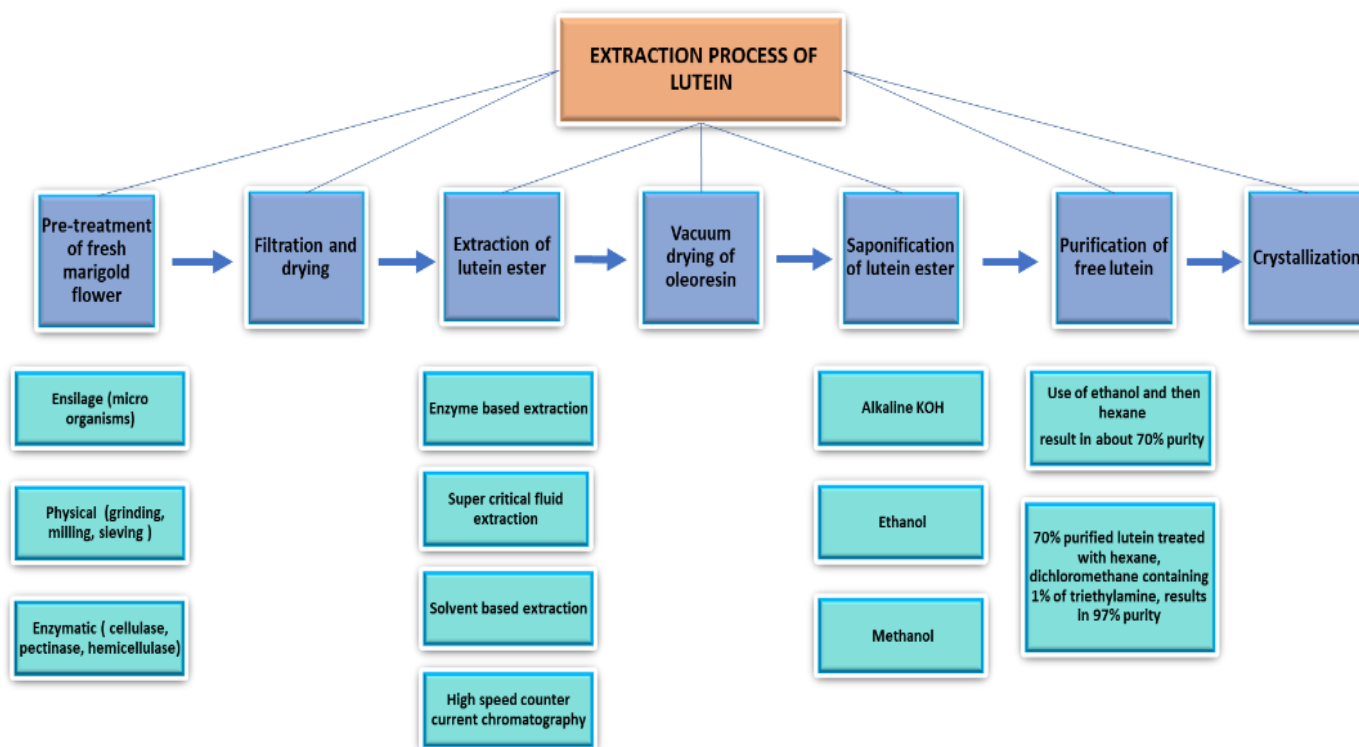 EXTRACTION PROCESS OF
LUTEIN
Pre-treatment
of fresh
marigold
flower
Filtration and
drying
Extraction of
lutein ester
Vacuum
drying of
oleoresin
Saponification
of lutein ester
Purification of
free lutein
Crystallization
Ensilage (micro
organisms)
Physical (grinding,
milling, sieving )
Enzymatic ( cellulase,
pectinase, hemicellulase)
Enzyme based extraction
Super critical fluid
extraction
Solvent based extraction
High speed counter
current chromatography
Alkaline KOH
Ethanol
Methanol
Use of ethanol and then
hexane
result in about 70% purity
70% purified lutein treated
with hexane,
dichloromethane containing
1% of triethylamine, results
in 97% purity